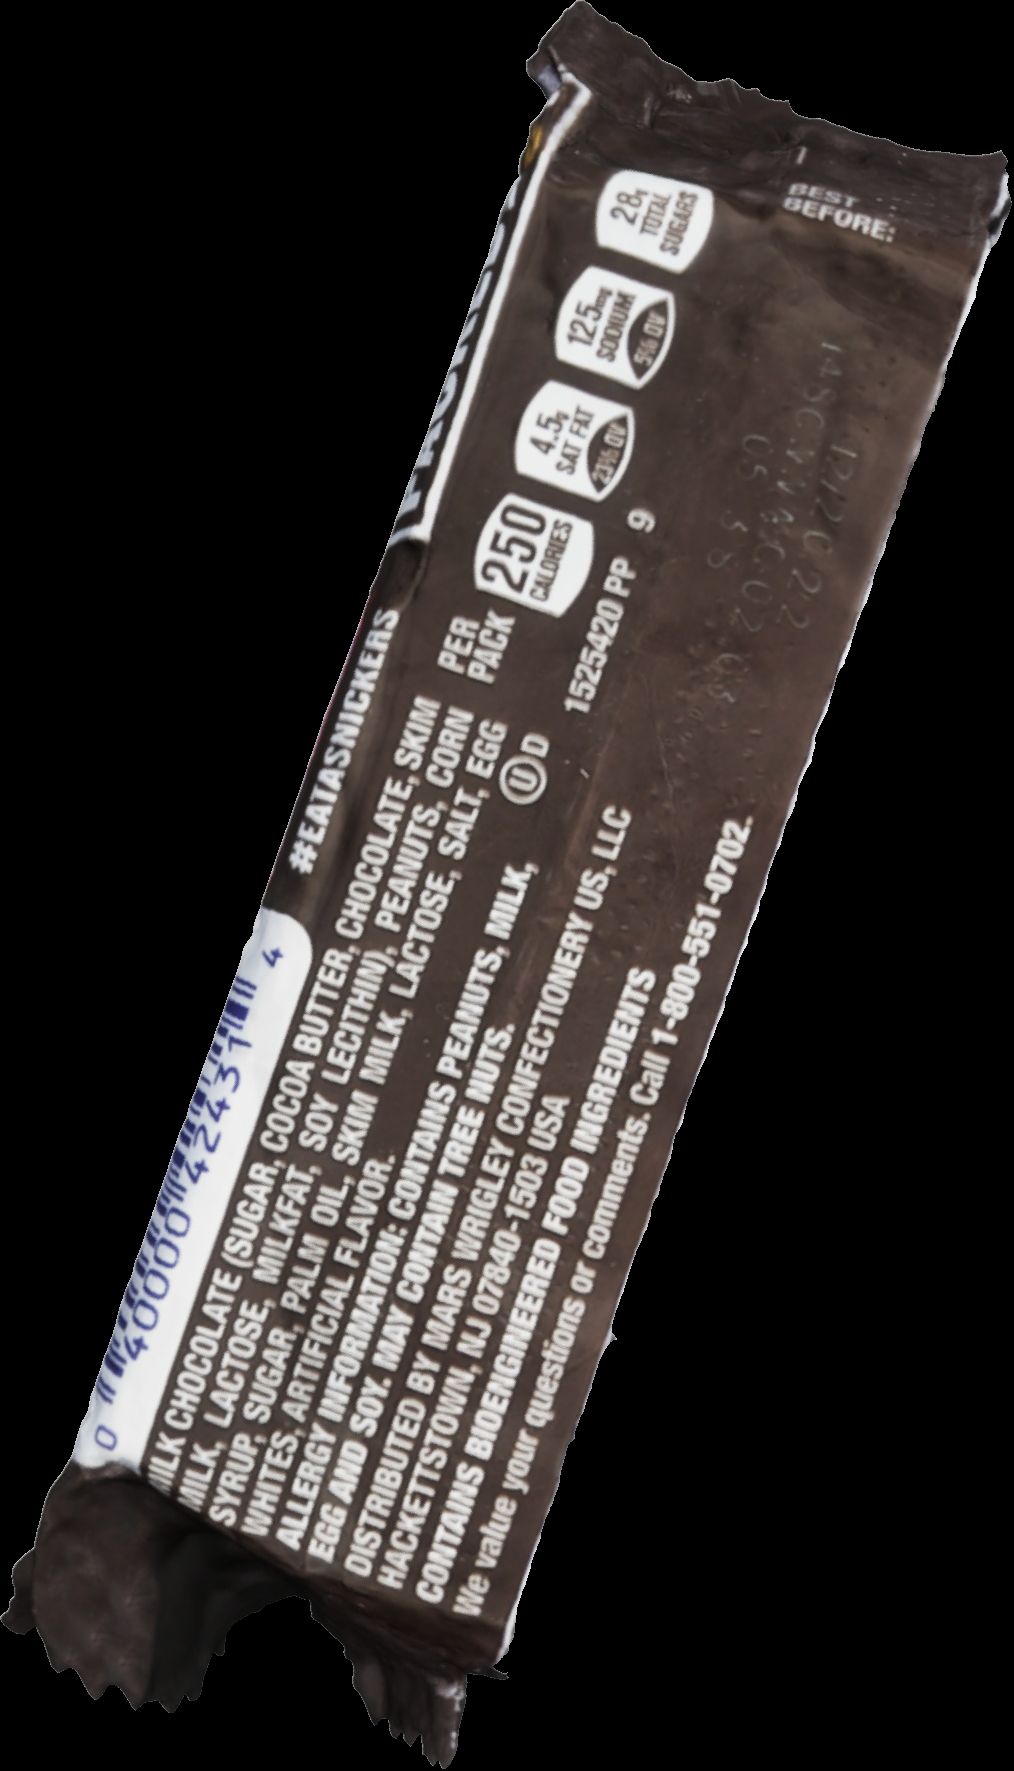 #EATASNICKERS
0 40000 42431 4
MILK CHOCOLATE (SUGAR, COCOA BUTTER, CHOCOLATE, SKIM
MILK, LACTOSE, MILKFAT, SOY LECITHIN), PEANUTS, CORN
SYRUP, SUGAR, PALM OIL, SKIM MILK, LACTOSE, SALT, EGG
WHITES, ARTIFICIAL FLAVOR.
ALLERGY INFORMATION: CONTAINS PEANUTS, MILK,
EGG AND SOY. MAY CONTAIN TREE NUTS.
DISTRIBUTED BY MARS WRIGLEY CONFECTIONERY US, LLC
HACKETTSTOWN, NJ 07840-1503 USA
CONTAINS BIOENGINEERED FOOD INGREDIENTS
We value your questions or comments. Call 1-800-551-0702.
U D
PER
PACK
250
CALORIES
4.5g
SAT FAT
23% DV
125mg
SODIUM
5% DV
28g
TOTAL
SUGARS
1525420 PP 9
BEST
BEFORE: